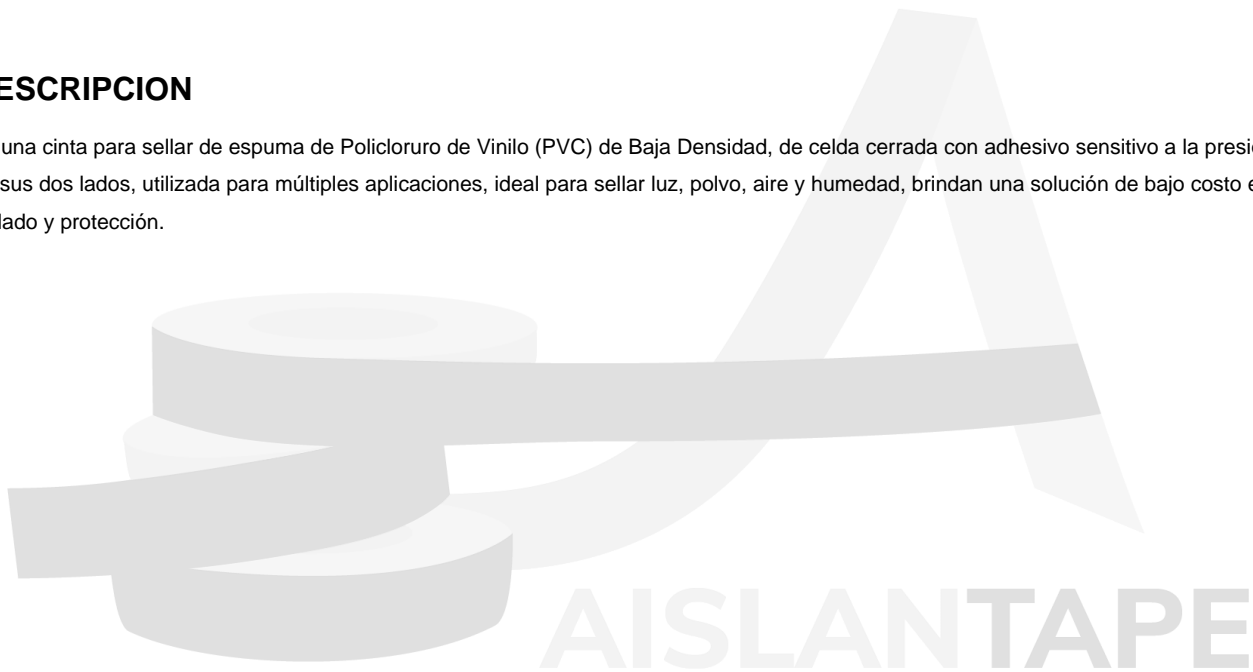 ESCRIPCION
una cinta para sellar de espuma de Policloruro de Vinilo (PVC) de Baja Densidad, de celda cerrada con adhesivo sensitivo a la presi
sus dos lados, utilizada para múltiples aplicaciones, ideal para sellar luz, polvo, aire y humedad, brindan una solución de bajo costo e
lado y protección.
AISLANTAPE